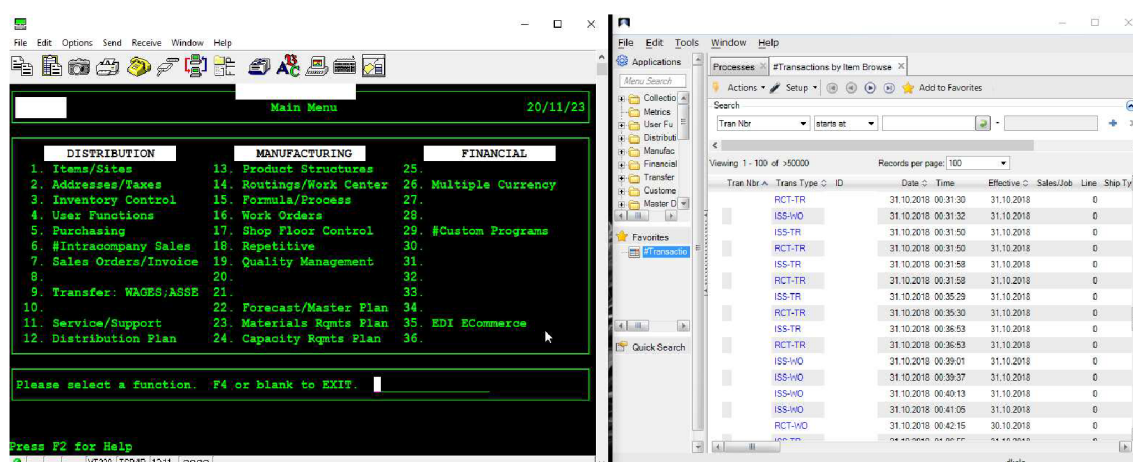 File Edit Options Send Receive Window Help
Main Menu 20/11/23
DISTRIBUTION MANUFACTURING FINANCIAL
1. Items/Sites 13. Product Structures 25.
2. Addresses/Taxes 14. Routings/Work Center 26. Multiple Currency
3. Inventory Control 15. Formula/Process 27.
4. User Functions 16. Work Orders 28.
5. Purchasing 17. Shop Floor Control 29. #Custom Programs
6. #Intracompany Sales 18. Repetitive 30.
7. Sales Orders/Invoice 19. Quality Management 31.
8. 20. 32.
9. Transfer: WAGES;ASSE 21. 33.
10. 22. Forecast/Master Plan 34.
11. Service/Support 23. Materials Rqmts Plan 35. EDI ECommerce
12. Distribution Plan 24. Capacity Rqmts Plan 36.
Please select a function. F4 or blank to EXIT.
Press F2 for Help
File Edit Tools Window Help
Applications
Menu Search
Collectio
Metrics
User Fu
Distributi
Manufac
Financial
Transfer
Custome
Master D
Favorites
#Transactio
Quick Search
Processes #Transactions by Item Browse
Actions Setup Add to Favorites
Search
Tran Nbr starts at -
Viewing 1 - 100 of >50000 Records per page: 100
Tran Nbr Trans Type ID Date Time Effective Sales/Job Line Ship Ty
RCT-TR 31.10.2018 00:31:30 31.10.2018 0
ISS-WO 31.10.2018 00:31:32 31.10.2018 0
ISS-TR 31.10.2018 00:31:50 31.10.2018 0
RCT-TR 31.10.2018 00:31:50 31.10.2018 0
ISS-TR 31.10.2018 00:31:58 31.10.2018 0
RCT-TR 31.10.2018 00:31:58 31.10.2018 0
ISS-TR 31.10.2018 00:35:29 31.10.2018 0
RCT-TR 31.10.2018 00:35:30 31.10.2018 0
ISS-TR 31.10.2018 00:36:53 31.10.2018 0
RCT-TR 31.10.2018 00:36:53 31.10.2018 0
ISS-WO 31.10.2018 00:39:01 31.10.2018 0
ISS-WO 31.10.2018 00:39:37 31.10.2018 0
ISS-WO 31.10.2018 00:40:13 31.10.2018 0
ISS-WO 31.10.2018 00:41:05 31.10.2018 0
RCT-WO 31.10.2018 00:42:15 30.10.2018 0